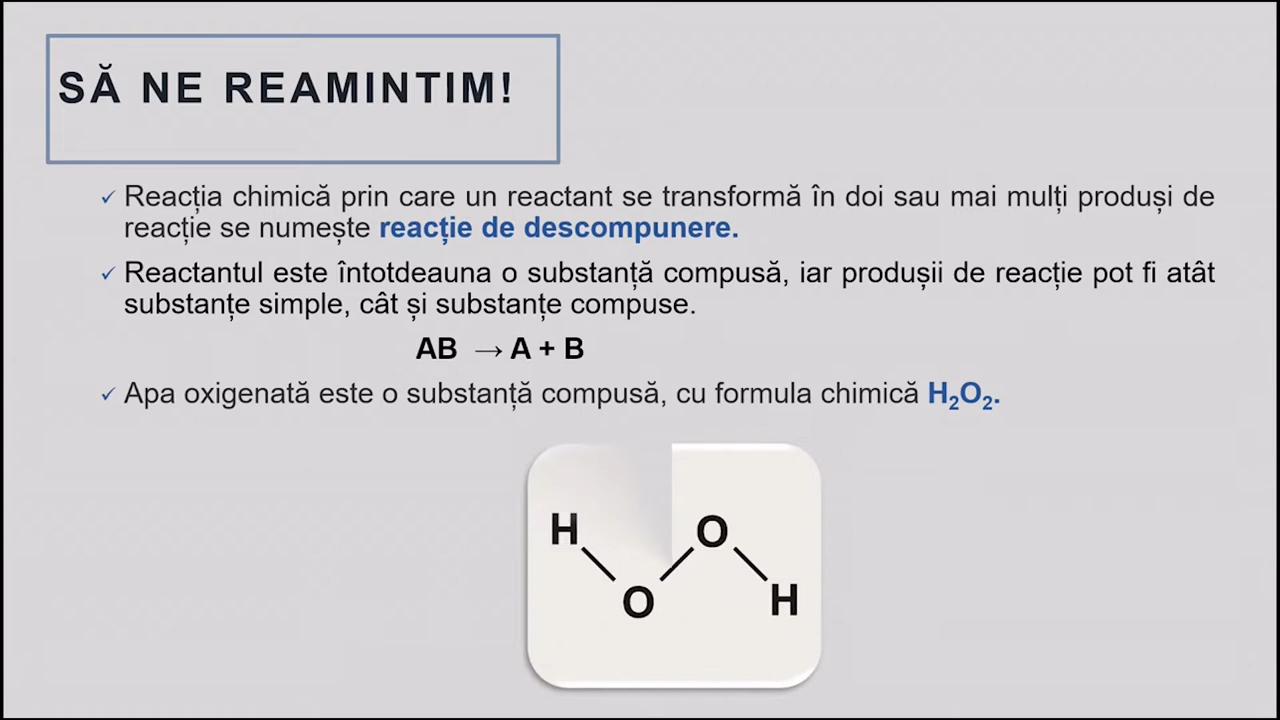 SĂ NE REAMINTIM!
✓ Reacția chimică prin care un reactant se transformă în doi sau mai mulți produși de
reacție se numește reacție de descompunere.
✓ Reactantul este întotdeauna o substanță compusă, iar produșii de reacție pot fi atât
substanțe simple, cât și substanțe compuse.
AB → A + B
✓ Apa oxigenată este o substanță compusă, cu formula chimică H₂O₂.
H O
O H